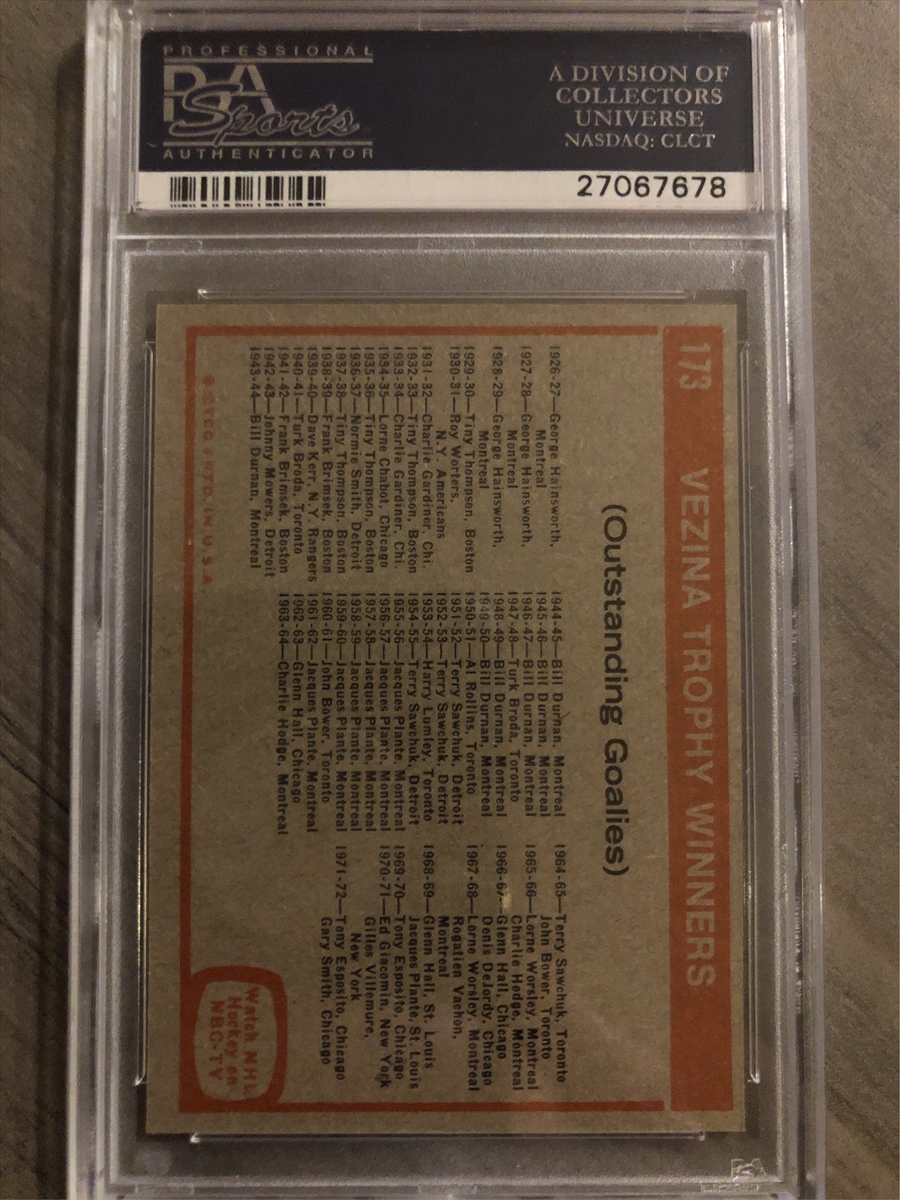 PROFESSIONAL
PSA
Sports
AUTHENTICATOR
A DIVISION OF
COLLECTORS
UNIVERSE
NASDAQ: CLCT
27067678
173 VEZINA TROPHY WINNERS
(Outstanding Goalies)
1926-27—George Hainsworth,
Montreal
1927-28—George Hainsworth,
Montreal
1928-29—George Hainsworth,
Montreal
1929-30—Tiny Thompson, Boston
1930-31—Roy Worters,
N.Y. Americans
1931-32—Charlie Gardiner, Chi.
1932-33—Tiny Thompson, Boston
1933-34—Charlie Gardiner, Chi.
1934-35—Lorne Chabot, Chicago
1935-36—Tiny Thompson, Boston
1936-37—Normie Smith, Detroit
1937-38—Tiny Thompson, Boston
1938-39—Frank Brimsek, Boston
1939-40—Dave Kerr, N.Y. Rangers
1940-41—Turk Broda, Toronto
1941-42—Frank Brimsek, Boston
1942-43—Johnny Mowers, Detroit
1943-44—Bill Durnan, Montreal
1944-45—Bill Durnan, Montreal
1945-46—Bill Durnan, Montreal
1946-47—Bill Durnan, Montreal
1947-48—Turk Broda, Toronto
1948-49—Bill Durnan, Montreal
1949-50—Bill Durnan, Montreal
1950-51—Al Rollins, Toronto
1951-52—Terry Sawchuk, Detroit
1952-53—Terry Sawchuk, Detroit
1953-54—Harry Lumley, Toronto
1954-55—Terry Sawchuk, Detroit
1955-56—Jacques Plante, Montreal
1956-57—Jacques Plante, Montreal
1957-58—Jacques Plante, Montreal
1958-59—Jacques Plante, Montreal
1959-60—Jacques Plante, Montreal
1960-61—John Bower, Toronto
1961-62—Jacques Plante, Montreal
1962-63—Glenn Hall, Chicago
1963-64—Charlie Hodge, Montreal
1964-65—Terry Sawchuk, Toronto
John Bower, Toronto
1965-66—Lorne Worsley, Montreal
Charlie Hodge, Montreal
1966-67—Glenn Hall, Chicago
Denis DeJordy, Chicago
1967-68—Lorne Worsley, Montreal
Rogatien Vachon,
Montreal
1968-69—Glenn Hall, St. Louis
Jacques Plante, St. Louis
1969-70—Tony Esposito, Chicago
1970-71—Ed Giacomin, New York
Gilles Villemure,
New York
1971-72—Tony Esposito, Chicago
Gary Smith, Chicago
Watch NHL
Hockey on
NBC-TV
IN U.S.A.
PSA